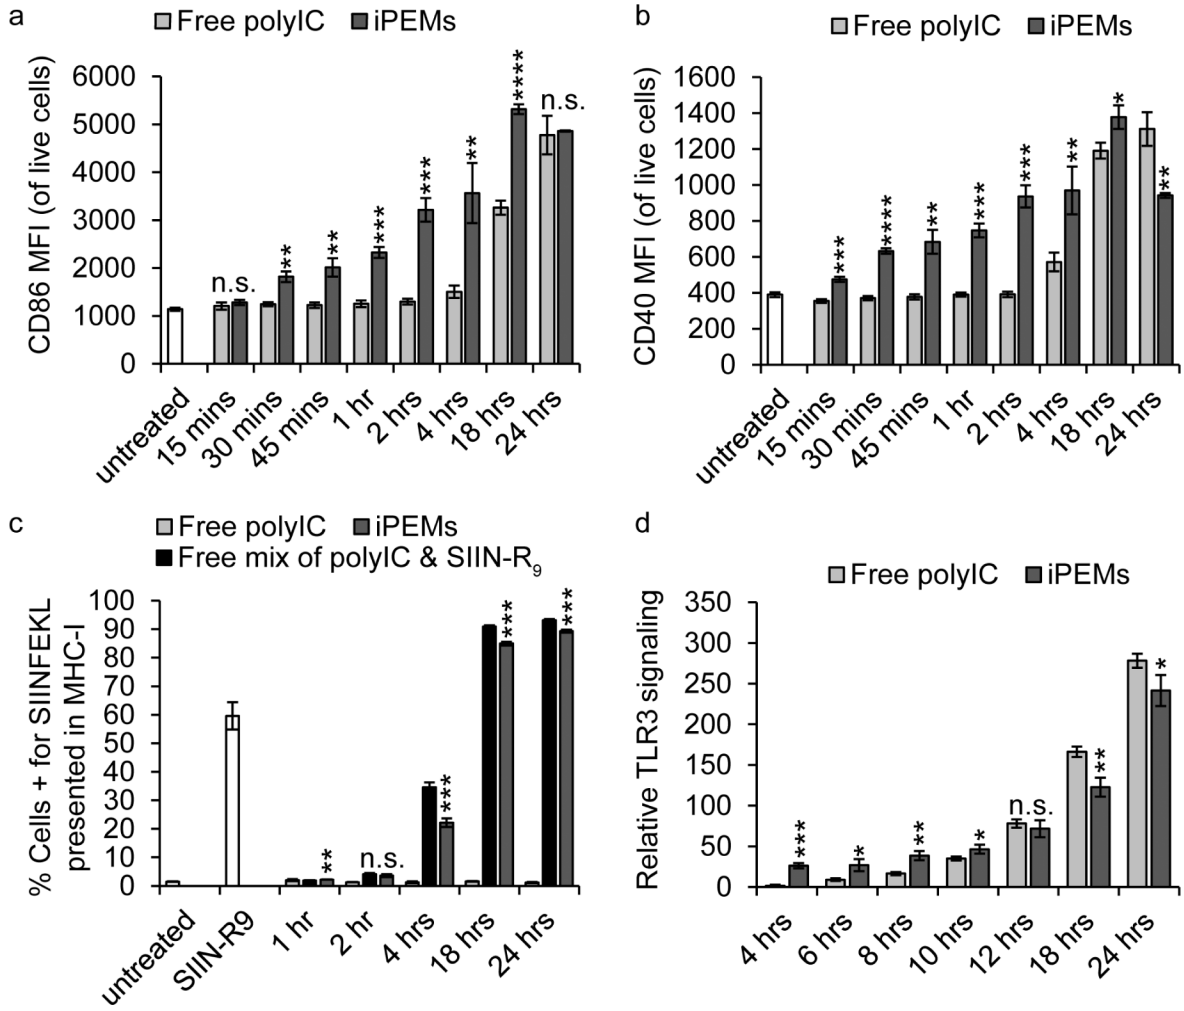 a
Free polyIC iPEMs
CD86 MFI (of live cells)
6000
5000
4000
3000
2000
1000
0
n.s.
**
**
***
***
**
****
n.s.
untreated
15 mins
30 mins
45 mins
1 hr
2 hrs
4 hrs
18 hrs
24 hrs
b
Free polyIC iPEMs
CD40 MFI (of live cells)
1600
1400
1200
1000
800
600
400
200
0
***
****
**
***
***
**
*
**
untreated
15 mins
30 mins
45 mins
1 hr
2 hrs
4 hrs
18 hrs
24 hrs
c
Free polyIC iPEMs
Free mix of polyIC & SIIN-R9
% Cells + for SIINFEKL
presented in MHC-I
100
90
80
70
60
50
40
30
20
10
0
**
n.s.
***
***
***
untreated
SIIN-R9
1 hr
2 hr
4 hrs
18 hrs
24 hrs
d
Free polyIC iPEMs
Relative TLR3 signaling
350
300
250
200
150
100
50
0
***
*
**
*
n.s.
**
*
4 hrs
6 hrs
8 hrs
10 hrs
12 hrs
18 hrs
24 hrs